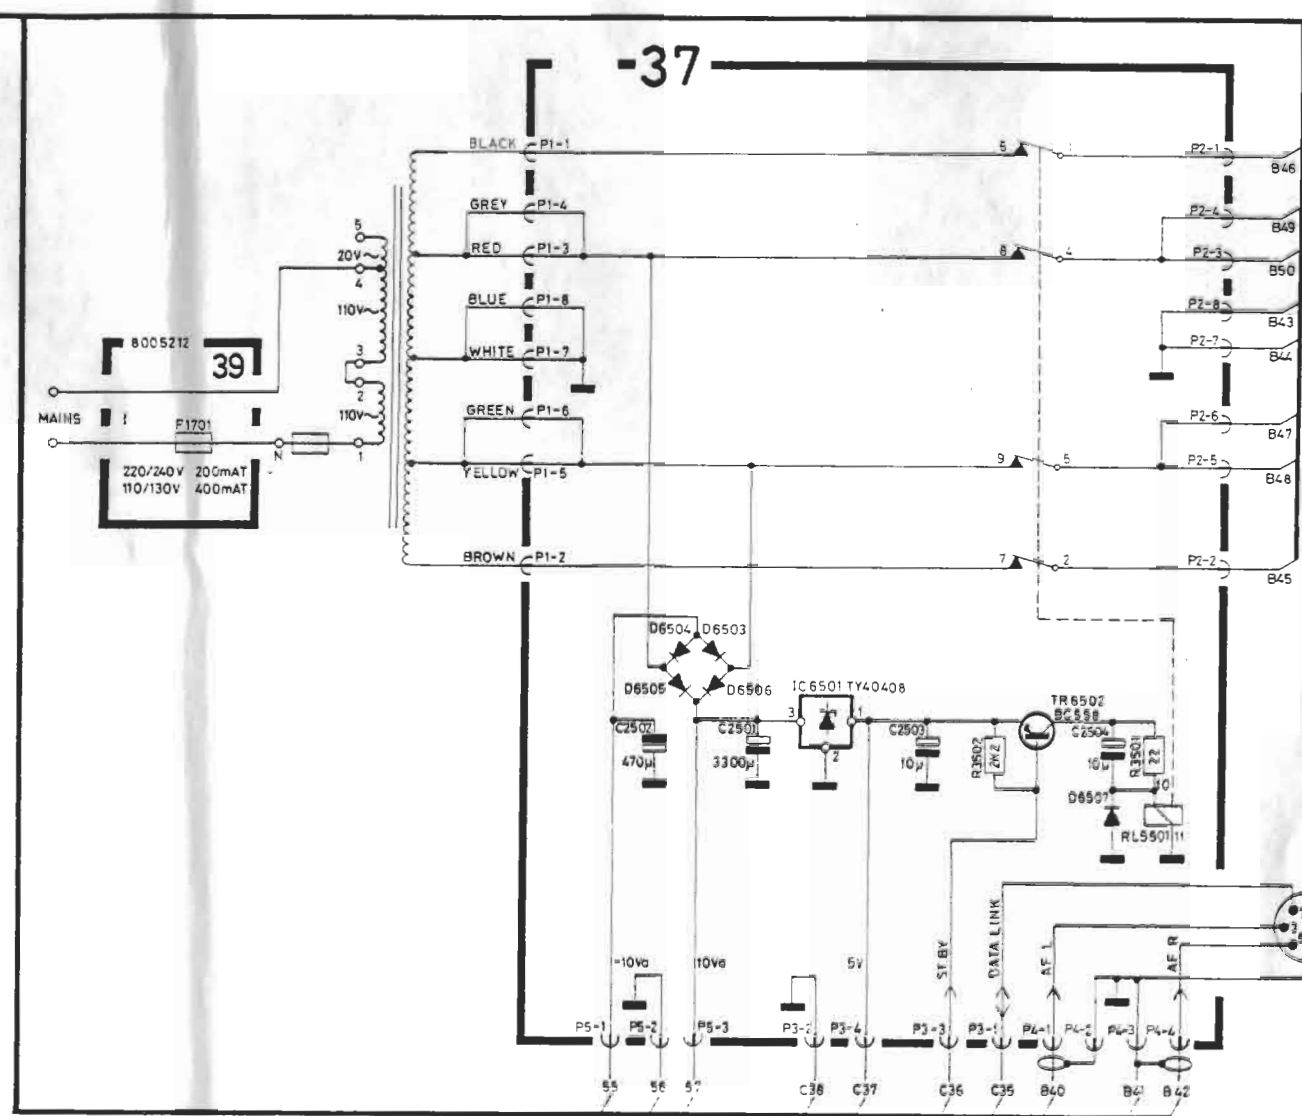 -37
BLACK P1-1
6 1
P2-1
B46
GREY P1-4
P2-4
B49
5
20V~
4
RED P1-3
8 4
P2-3
B50
110V~
BLUE P1-8
P2-8
B43
3
WHITE P1-7
P2-7
B44
2
110V~
8005212
39
MAINS
F1701
N
1
220/240V 200mAT
110/130V 400mAT
GREEN P1-6
P2-6
B47
YELLOW P1-5
9 5
P2-5
B48
BROWN P1-2
7 2
P2-2
B45
D6504 D6503
D6505 D6506
IC6501 TY40408
3 1
2
TR6502
BC558
C2502
470µ
C2501
3300µ
C2503
10µ
R3502
2K2
C2504
10µ
R3501
22
10
D6507
RL5501 11
-10Va
10Va
5V
ST.BY
DATA LINK
AF L
AF R
3
P5-1 P5-2 P5-3 P3-2 P3-4 P3-3 P3-1 P4-1 P4-2 P4-3 P4-4
55 56 57 C38 C37 C36 C35 B40 B41 B42